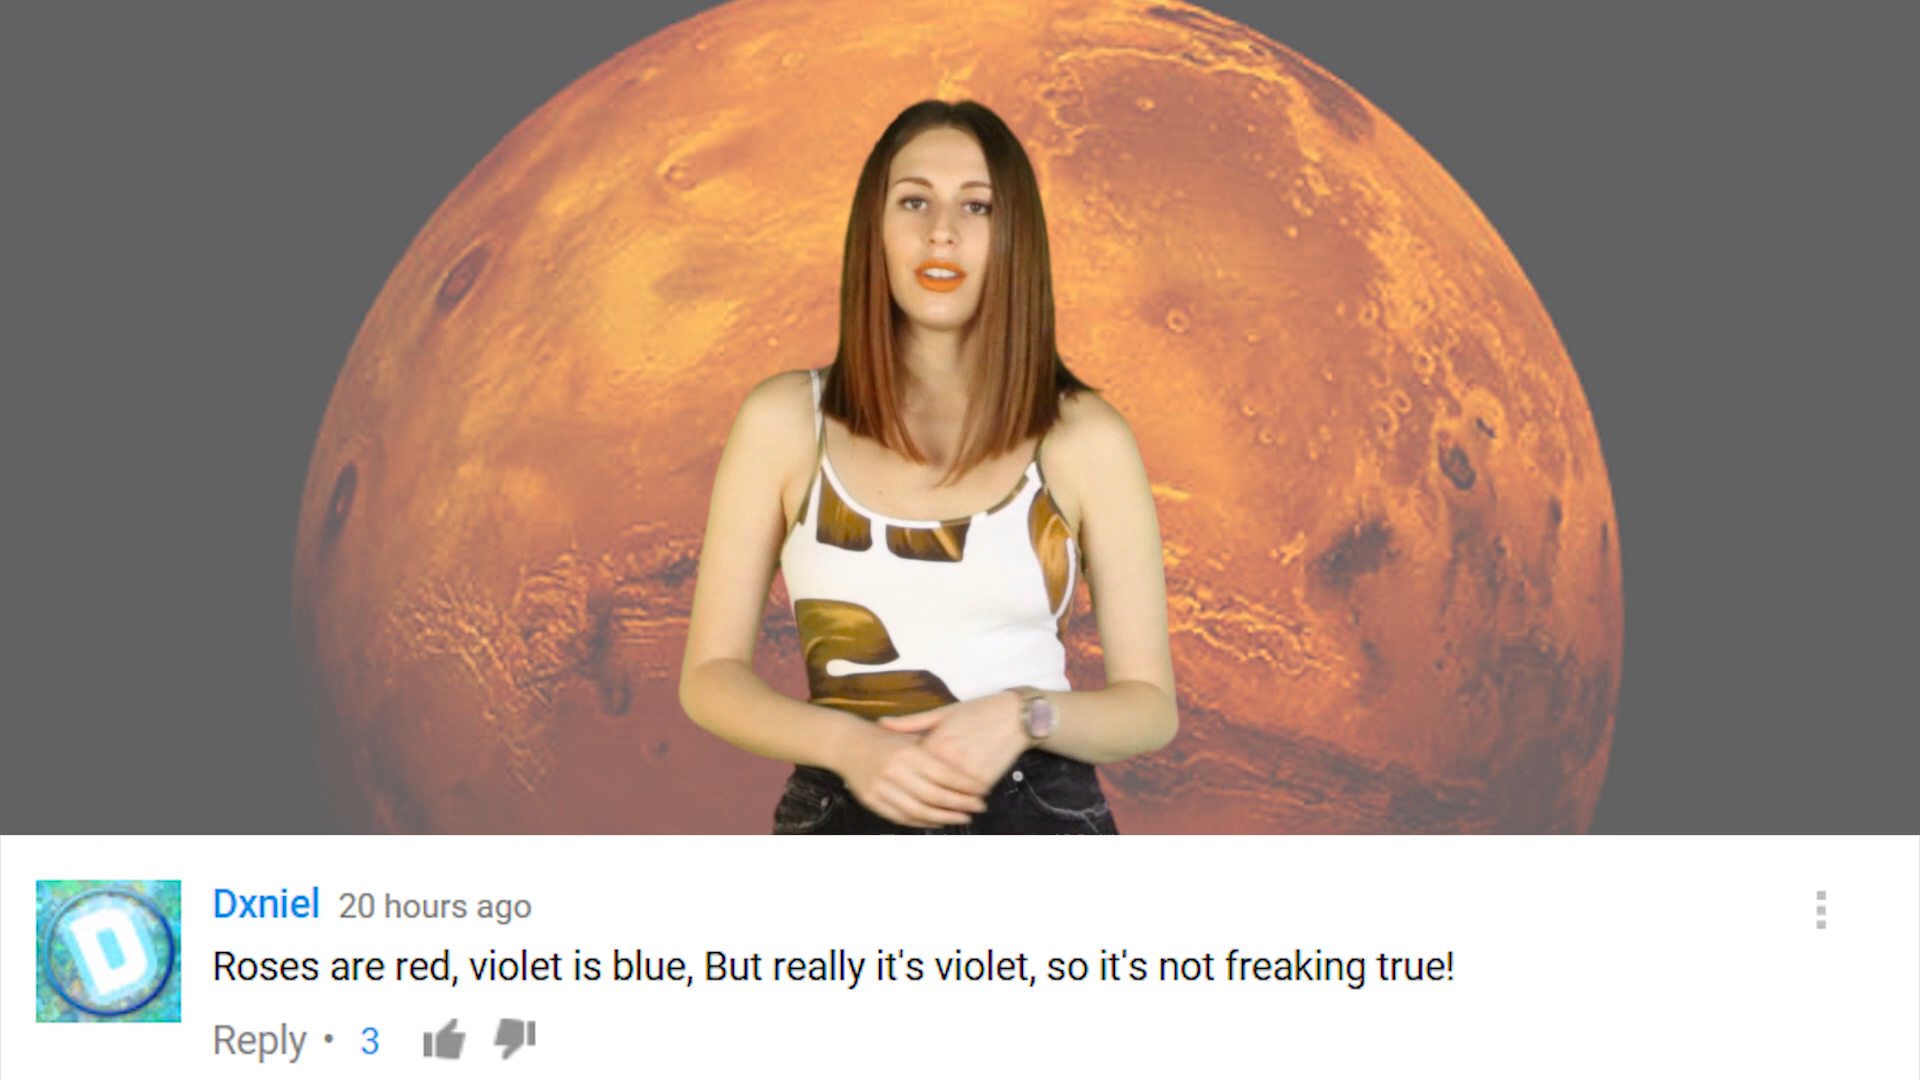 D
Dxniel 20 hours ago
Roses are red, violet is blue, But really it's violet, so it's not freaking true!
Reply • 3